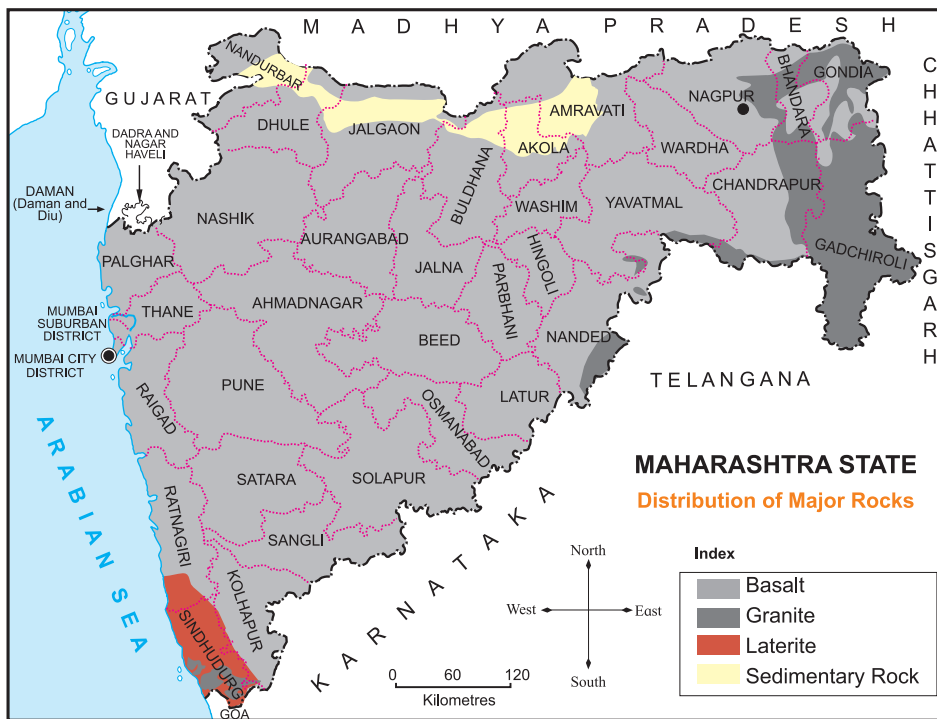 M A D H Y A P R A D E S H
NANDURBAR
BHANDARA
GONDIA
CHHATTISGARH
GUJARAT
NAGPUR
AMRAVATI
DHULE
JALGAON
DADRA AND
NAGAR
HAVELI
AKOLA
WARDHA
BULDHANA
CHANDRAPUR
DAMAN
(Daman and
Diu)
WASHIM
YAVATMAL
NASHIK
AURANGABAD
GADCHIROLI
PALGHAR
JALNA
HINGOLI
PARBHANI
AHMADNAGAR
THANE
MUMBAI
SUBURBAN
DISTRICT
BEED
NANDED
MUMBAI CITY
DISTRICT
TELANGANA
PUNE
LATUR
RAIGAD
OSMANABAD
ARABIAN SEA
SATARA
SOLAPUR
RATNAGIRI
SANGLI
KOLHAPUR
SINDHUDURG
KARNATAKA
GOA
MAHARASHTRA STATE
Distribution of Major Rocks
North
West
East
South
0 60 120
Kilometres
Index
Basalt
Granite
Laterite
Sedimentary Rock